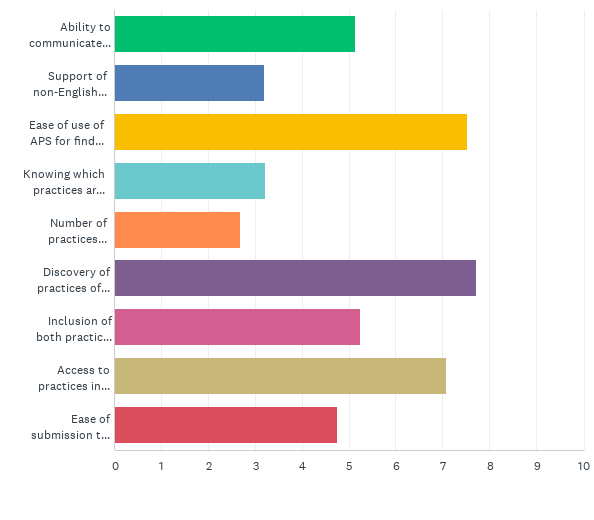 Ability to
communicate...
Support of
non-English...
Ease of use of
APS for find...
Knowing which
practices ar...
Number of
practices...
Discovery of
practices of...
Inclusion of
both practic...
Access to
practices in...
Ease of
submission t...
0 1 2 3 4 5 6 7 8 9 10